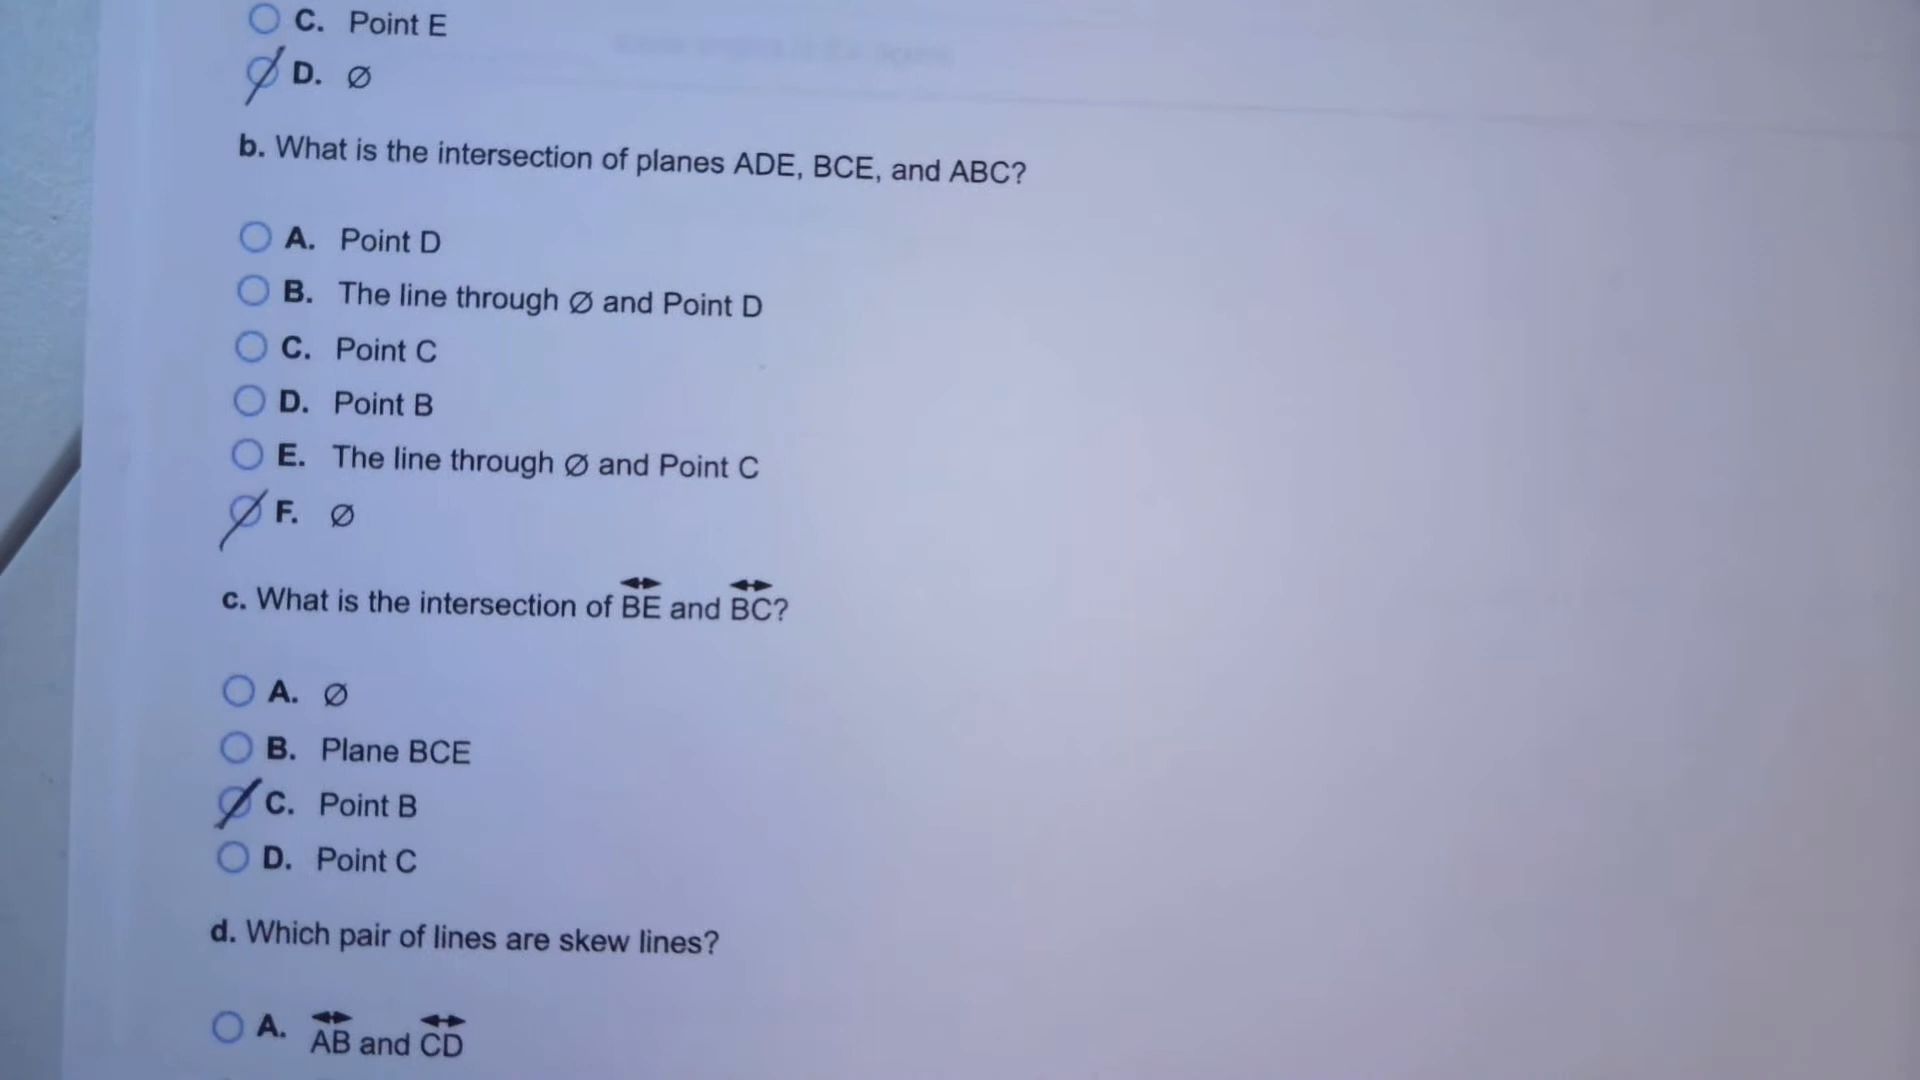 C. Point E
D. ∅
b. What is the intersection of planes ADE, BCE, and ABC?
A. Point D
B. The line through ∅ and Point D
C. Point C
D. Point B
E. The line through ∅ and Point C
F. ∅
c. What is the intersection of BE and BC?
A. ∅
B. Plane BCE
C. Point B
D. Point C
d. Which pair of lines are skew lines?
A. AB and CD